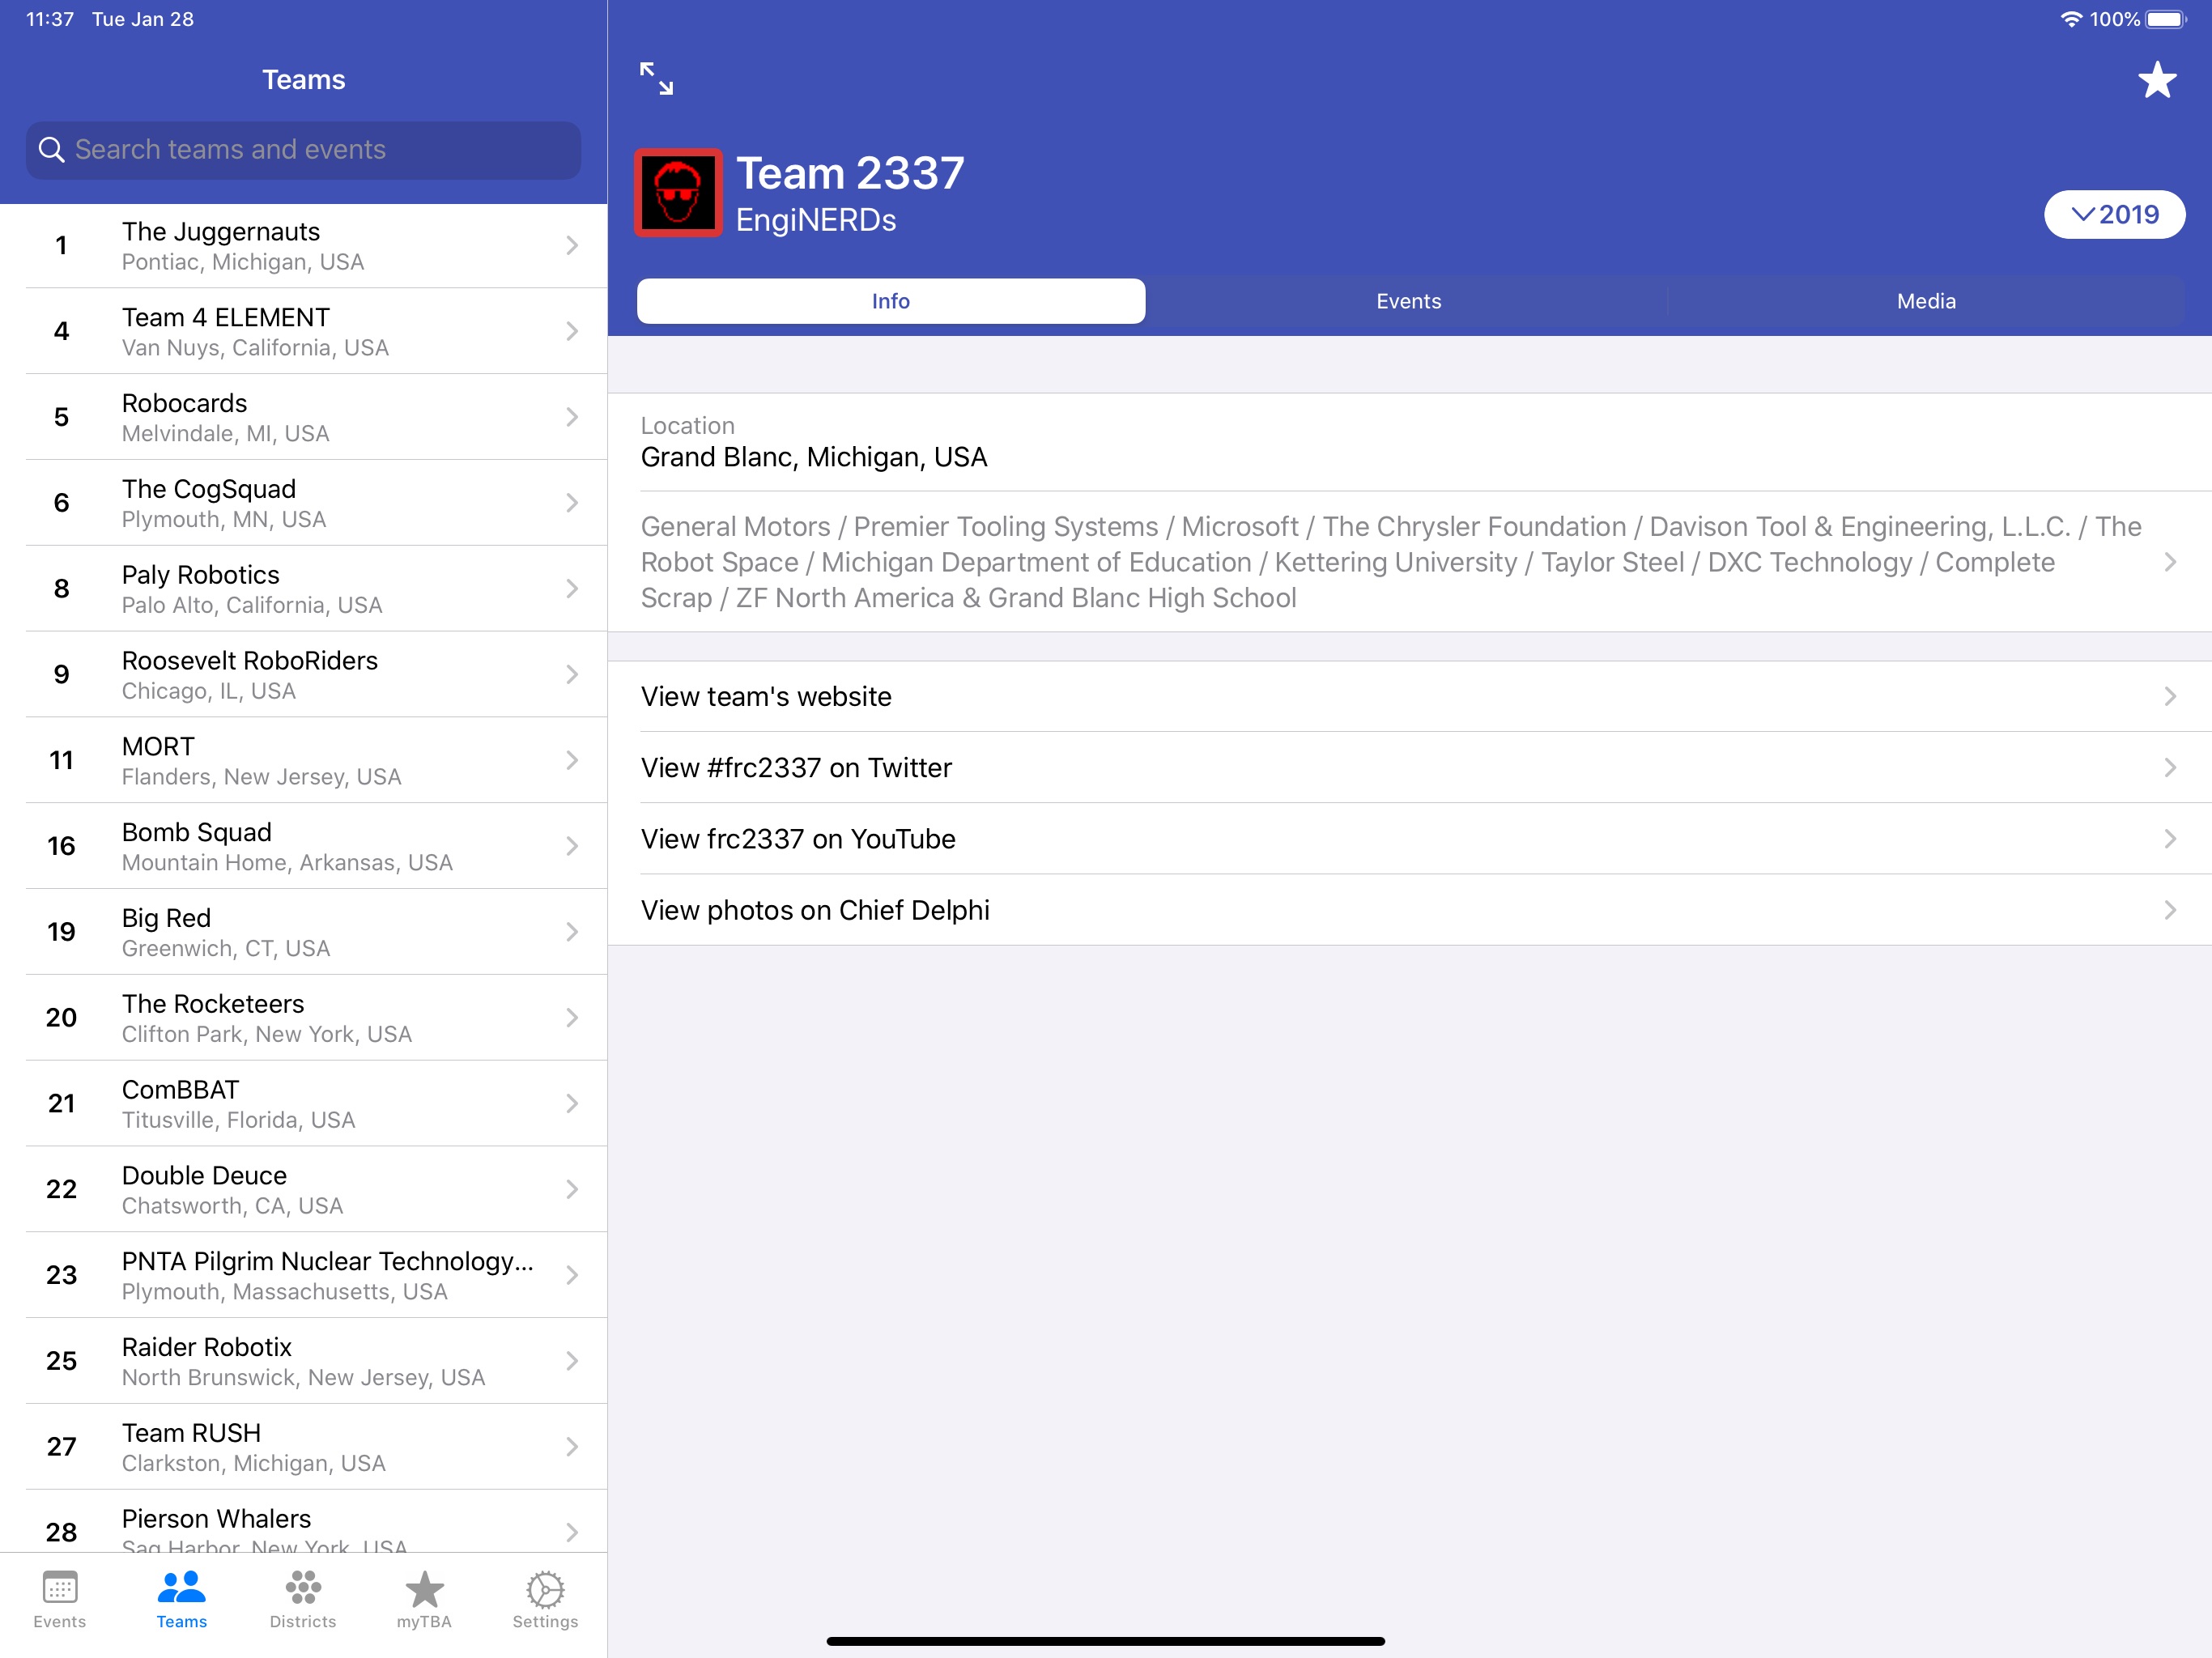 11:37 Tue Jan 28
100%
Teams
Search teams and events
1
The Juggernauts
Pontiac, Michigan, USA
4
Team 4 ELEMENT
Van Nuys, California, USA
5
Robocards
Melvindale, MI, USA
6
The CogSquad
Plymouth, MN, USA
8
Paly Robotics
Palo Alto, California, USA
9
Roosevelt RoboRiders
Chicago, IL, USA
11
MORT
Flanders, New Jersey, USA
16
Bomb Squad
Mountain Home, Arkansas, USA
19
Big Red
Greenwich, CT, USA
20
The Rocketeers
Clifton Park, New York, USA
21
ComBBAT
Titusville, Florida, USA
22
Double Deuce
Chatsworth, CA, USA
23
PNTA Pilgrim Nuclear Technology...
Plymouth, Massachusetts, USA
25
Raider Robotix
North Brunswick, New Jersey, USA
27
Team RUSH
Clarkston, Michigan, USA
28
Pierson Whalers
Sag Harbor, New York, USA
Events
Teams
Districts
myTBA
Settings
Team 2337
EngiNERDs
2019
Info
Events
Media
Location
Grand Blanc, Michigan, USA
General Motors / Premier Tooling Systems / Microsoft / The Chrysler Foundation / Davison Tool & Engineering, L.L.C. / The
Robot Space / Michigan Department of Education / Kettering University / Taylor Steel / DXC Technology / Complete
Scrap / ZF North America & Grand Blanc High School
View team's website
View #frc2337 on Twitter
View frc2337 on YouTube
View photos on Chief Delphi